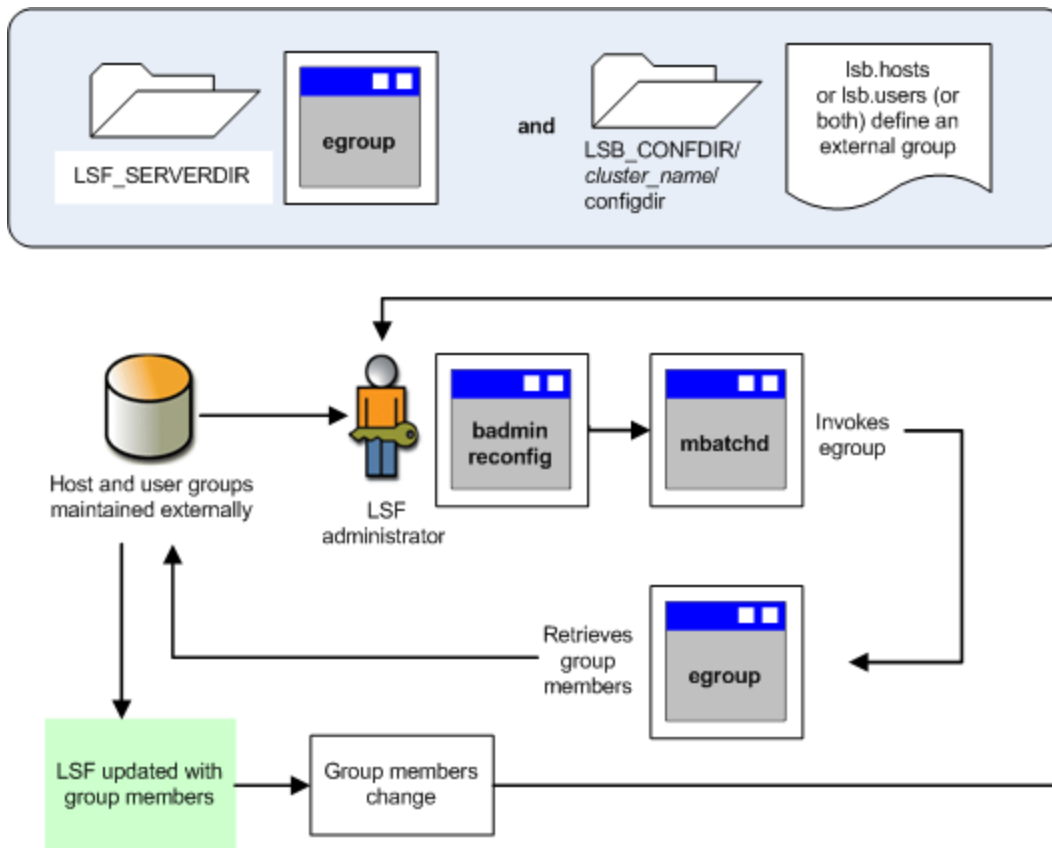 LSF_SERVERDIR
egroup
and
LSB_CONFDIR/
cluster_name/
configdir
lsb.hosts
or lsb.users (or
both) define an
external group
Host and user groups
maintained externally
LSF
administrator
badmin
reconfig
mbatchd
Invokes
egroup
Retrieves
group
members
egroup
LSF updated with
group members
Group members
change